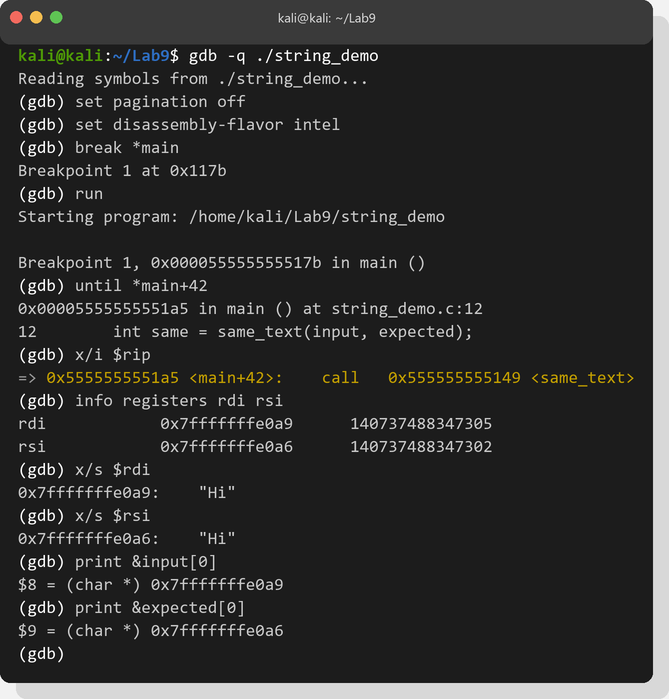 kali@kali: ~/Lab9
kali@kali:~/Lab9$ gdb -q ./string_demo
Reading symbols from ./string_demo...
(gdb) set pagination off
(gdb) set disassembly-flavor intel
(gdb) break *main
Breakpoint 1 at 0x117b
(gdb) run
Starting program: /home/kali/Lab9/string_demo
Breakpoint 1, 0x000055555555517b in main ()
(gdb) until *main+42
0x00005555555551a5 in main () at string_demo.c:12
12        int same = same_text(input, expected);
(gdb) x/i $rip
=> 0x5555555551a5 <main+42>:    call   0x555555555149 <same_text>
(gdb) info registers rdi rsi
rdi            0x7fffffffe0a9      140737488347305
rsi            0x7fffffffe0a6      140737488347302
(gdb) x/s $rdi
0x7fffffffe0a9:    "Hi"
(gdb) x/s $rsi
0x7fffffffe0a6:    "Hi"
(gdb) print &input[0]
$8 = (char *) 0x7fffffffe0a9
(gdb) print &expected[0]
$9 = (char *) 0x7fffffffe0a6
(gdb)